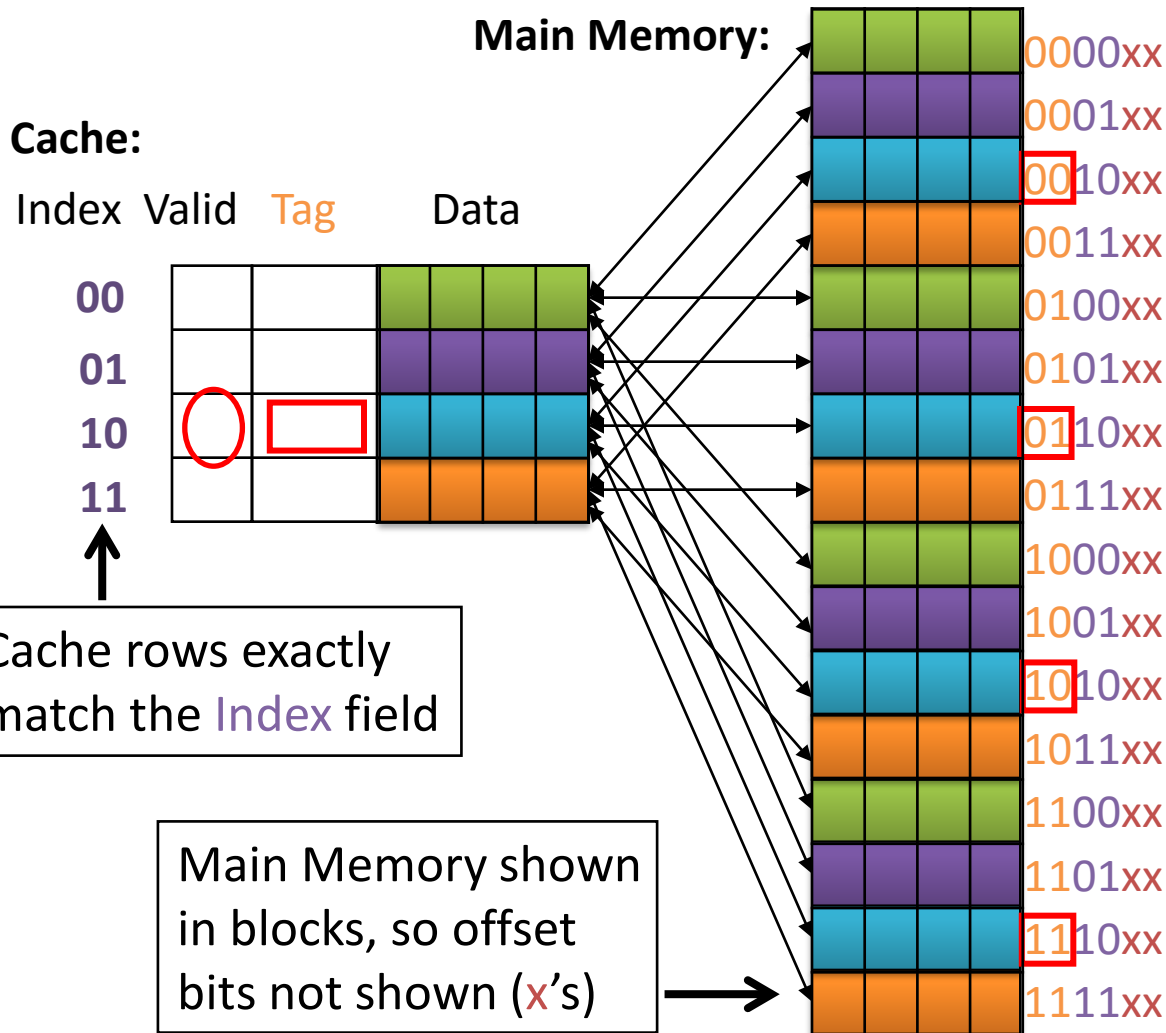 Main Memory:
Cache:
Index Valid Tag Data
00
01
10
11
Cache rows exactly
match the Index field
Main Memory shown
in blocks, so offset
bits not shown (x's)
0000xx
0001xx
0010xx
0011xx
0100xx
0101xx
0110xx
0111xx
1000xx
1001xx
1010xx
1011xx
1100xx
1101xx
1110xx
1111xx